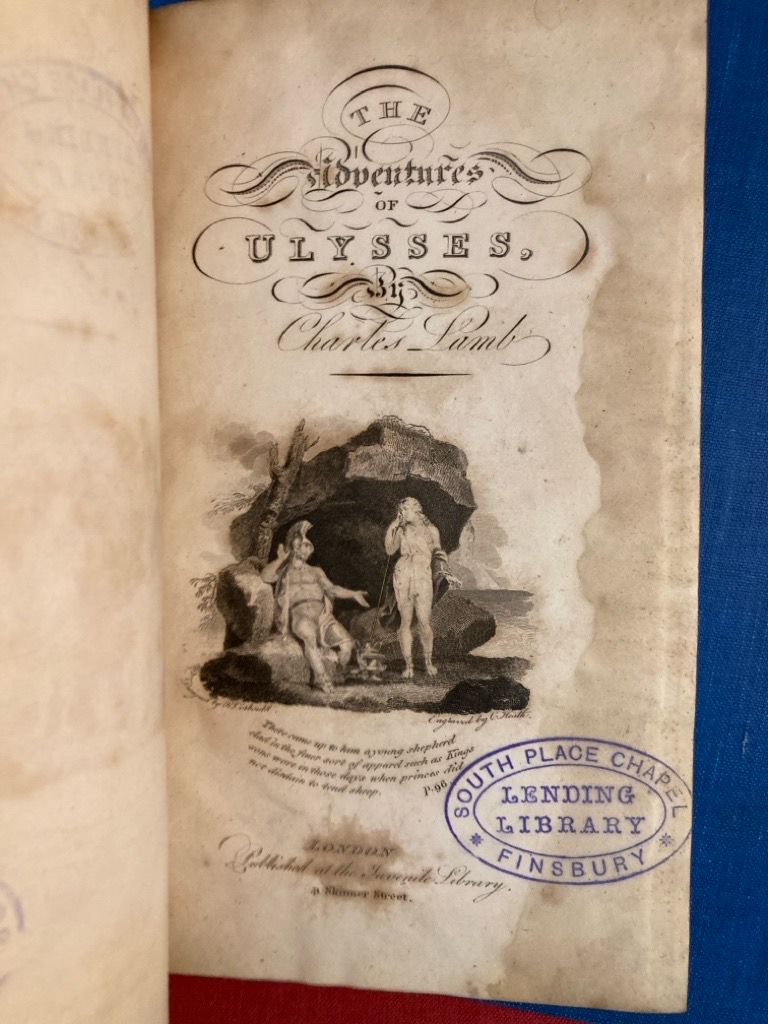 THE
Adventures
OF
ULYSSES,
By
Charles Lamb
Engraved by C. Heath.
There came up to him a young shepherd
clad in the finer sort of apparel such as Kings
sons wore in those days when princes did
not disdain to tend sheep.
P. 96.
SOUTH PLACE CHAPEL
LENDING
LIBRARY
FINSBURY
LONDON
Published at the Juvenile Library,
Skinner Street.